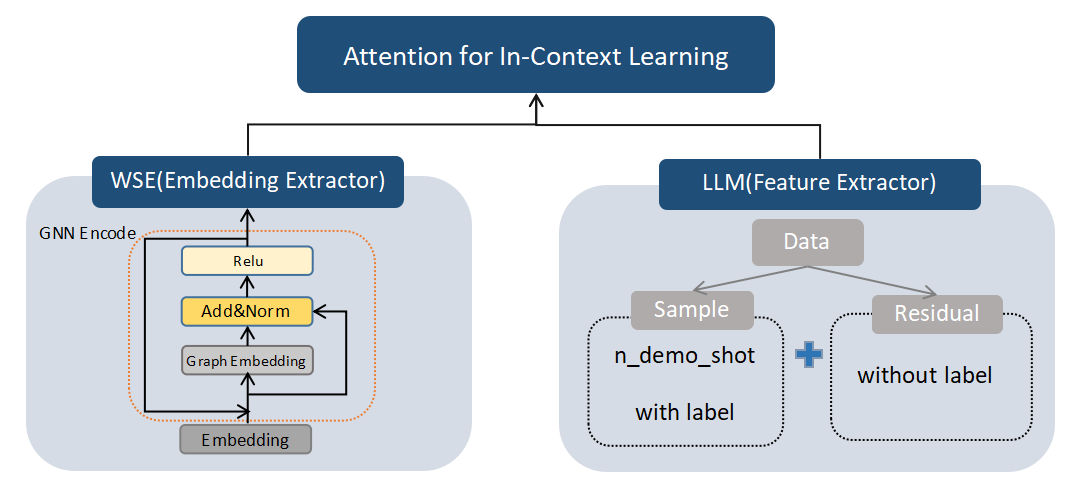 Attention for In-Context Learning
WSE(Embedding Extractor)
GNN Encode
Relu
Add&Norm
Graph Embedding
Embedding
LLM(Feature Extractor)
Data
Sample
Residual
n_demo_shot
with label
without label